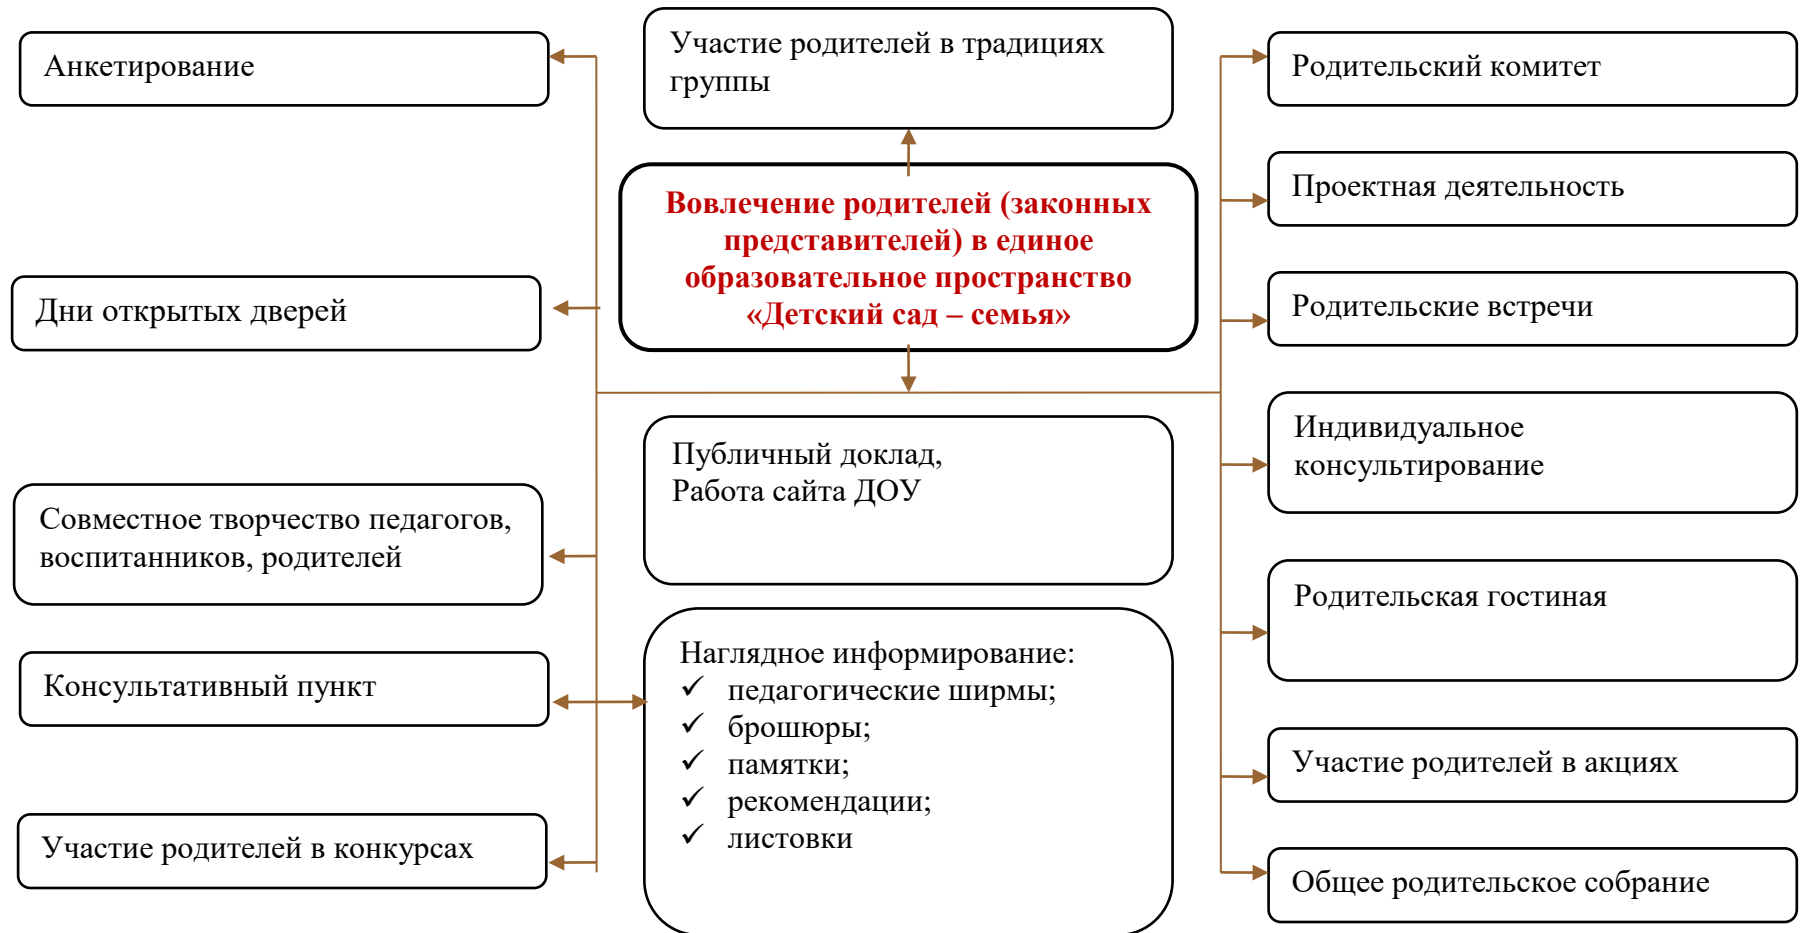 Анкетирование
Дни открытых дверей
Совместное творчество педагогов,
воспитанников, родителей
Консультативный пункт
Участие родителей в конкурсах
Участие родителей в традициях
группы
Вовлечение родителей (законных
представителей) в единое
образовательное пространство
«Детский сад – семья»
Публичный доклад,
Работа сайта ДОУ
Наглядное информирование:
✓ педагогические ширмы;
✓ брошюры;
✓ памятки;
✓ рекомендации;
✓ листовки
Родительский комитет
Проектная деятельность
Родительские встречи
Индивидуальное
консультирование
Родительская гостиная
Участие родителей в акциях
Общее родительское собрание